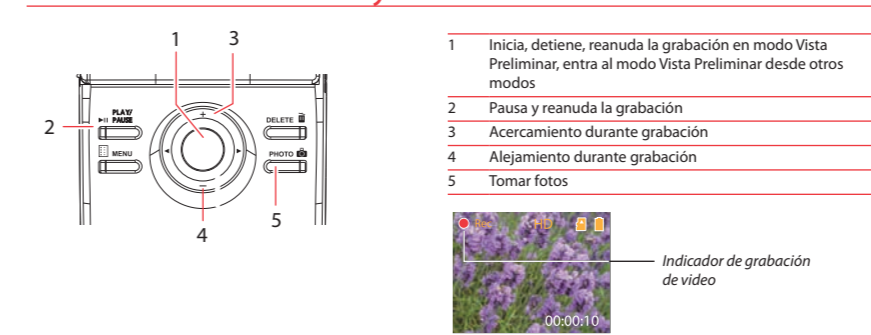 1
3
2
PLAY/
PAUSE
MENU
DELETE
PHOTO
+
−
4
5
1 Inicia, detiene, reanuda la grabación en modo Vista
Preliminar, entra al modo Vista Preliminar desde otros
modos
2 Pausa y reanuda la grabación
3 Acercamiento durante grabación
4 Alejamiento durante grabación
5 Tomar fotos
Rec
HD
00:00:10
Indicador de grabación
de video